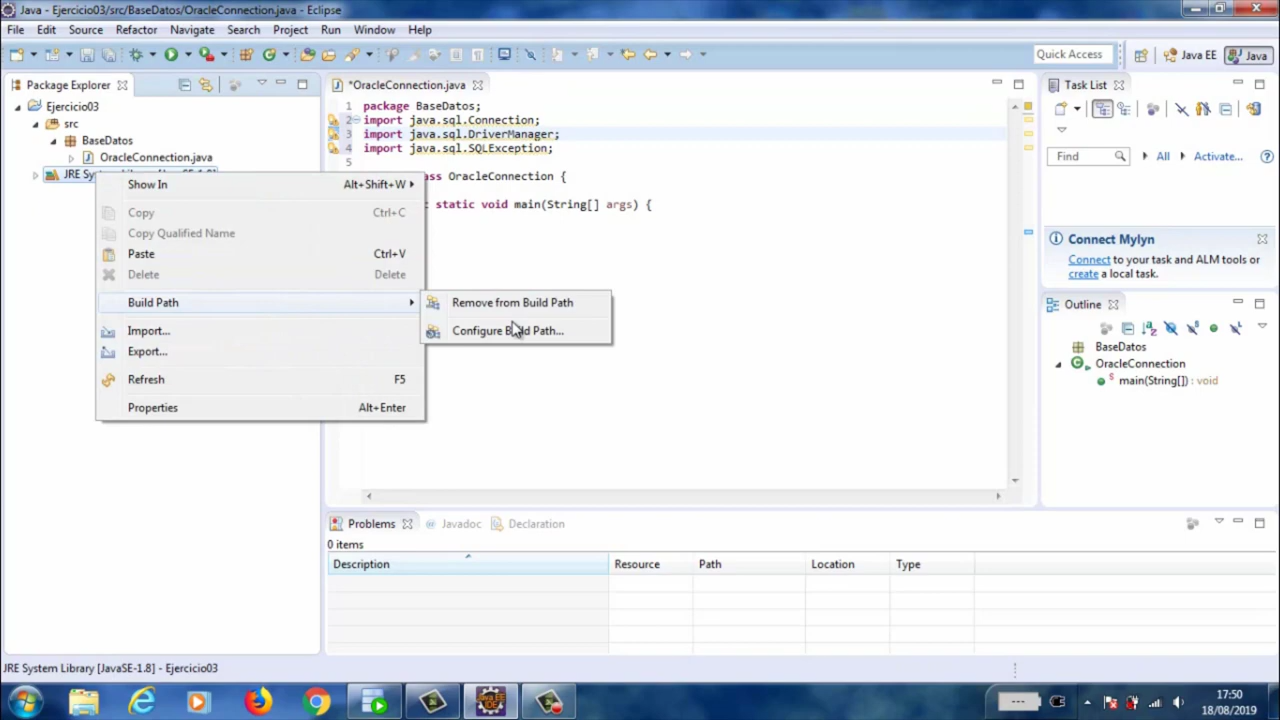 Java - Ejercicio03/src/BaseDatos/OracleConnection.java - Eclipse
File Edit Source Refactor Navigate Search Project Run Window Help
Quick Access Java EE Java
Package Explorer
Ejercicio03
src
BaseDatos
OracleConnection.java
JRE System Library [JavaSE-1.8]
Show In Alt+Shift+W
Copy Ctrl+C
Copy Qualified Name
Paste Ctrl+V
Delete Delete
Build Path
Import...
Export...
Refresh F5
Properties Alt+Enter
Remove from Build Path
Configure Build Path...
*OracleConnection.java
1 package BaseDatos;
2 import java.sql.Connection;
3 import java.sql.DriverManager;
4 import java.sql.SQLException;
5
ass OracleConnection {
static void main(String[] args) {
Task List
Find All Activate...
Connect Mylyn
Connect to your task and ALM tools or
create a local task.
Outline
BaseDatos
OracleConnection
main(String[]) : void
Problems Javadoc Declaration
0 items
Description Resource Path Location Type
JRE System Library [JavaSE-1.8] - Ejercicio03
17:50
18/08/2019